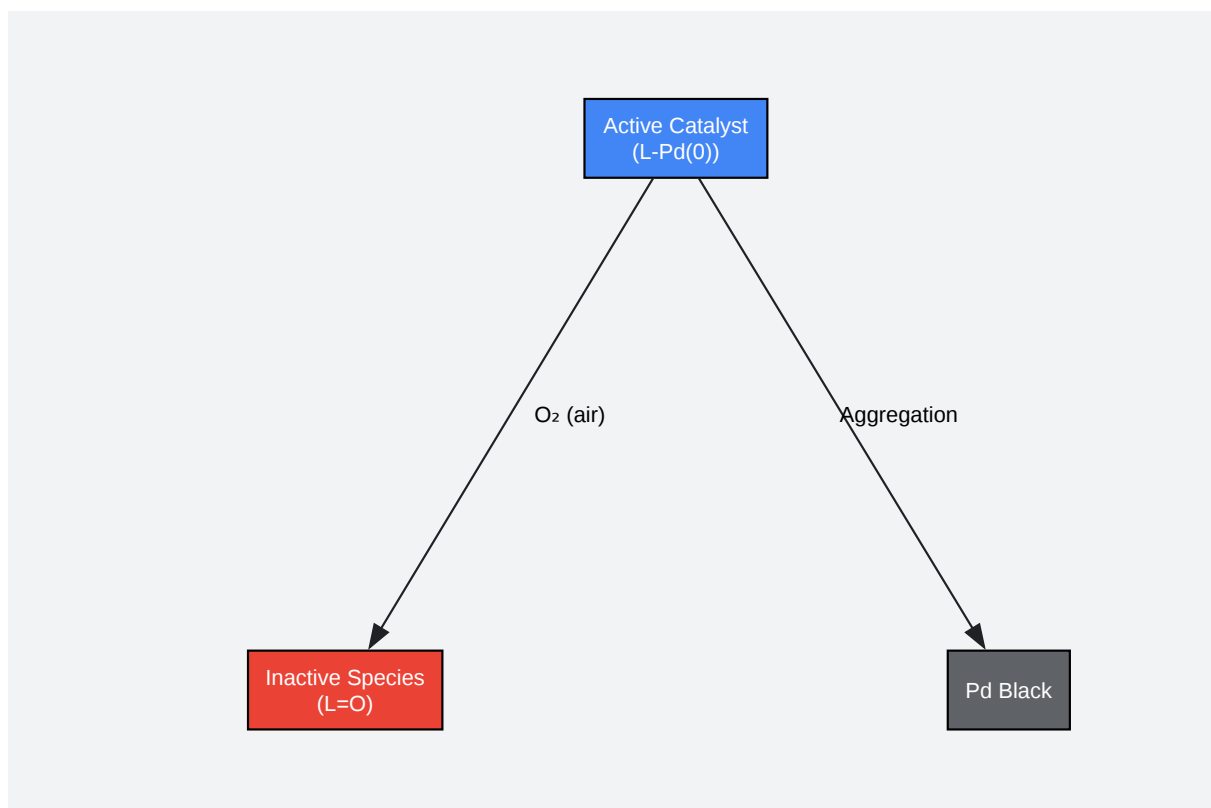 Active Catalyst
(L-Pd(0))
O₂ (air)
Aggregation
Inactive Species
(L=O)
Pd Black